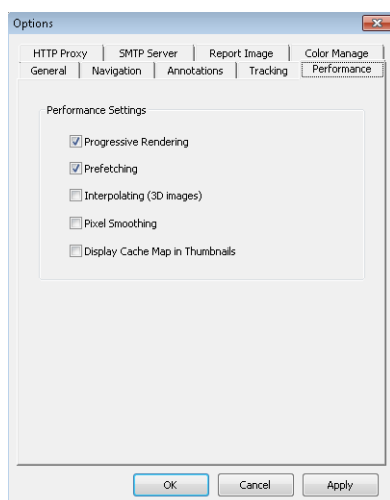 Options
HTTP Proxy SMTP Server Report Image Color Manage
General Navigation Annotations Tracking Performance
Performance Settings
Progressive Rendering
Prefetching
Interpolating (3D images)
Pixel Smoothing
Display Cache Map in Thumbnails
OK Cancel Apply